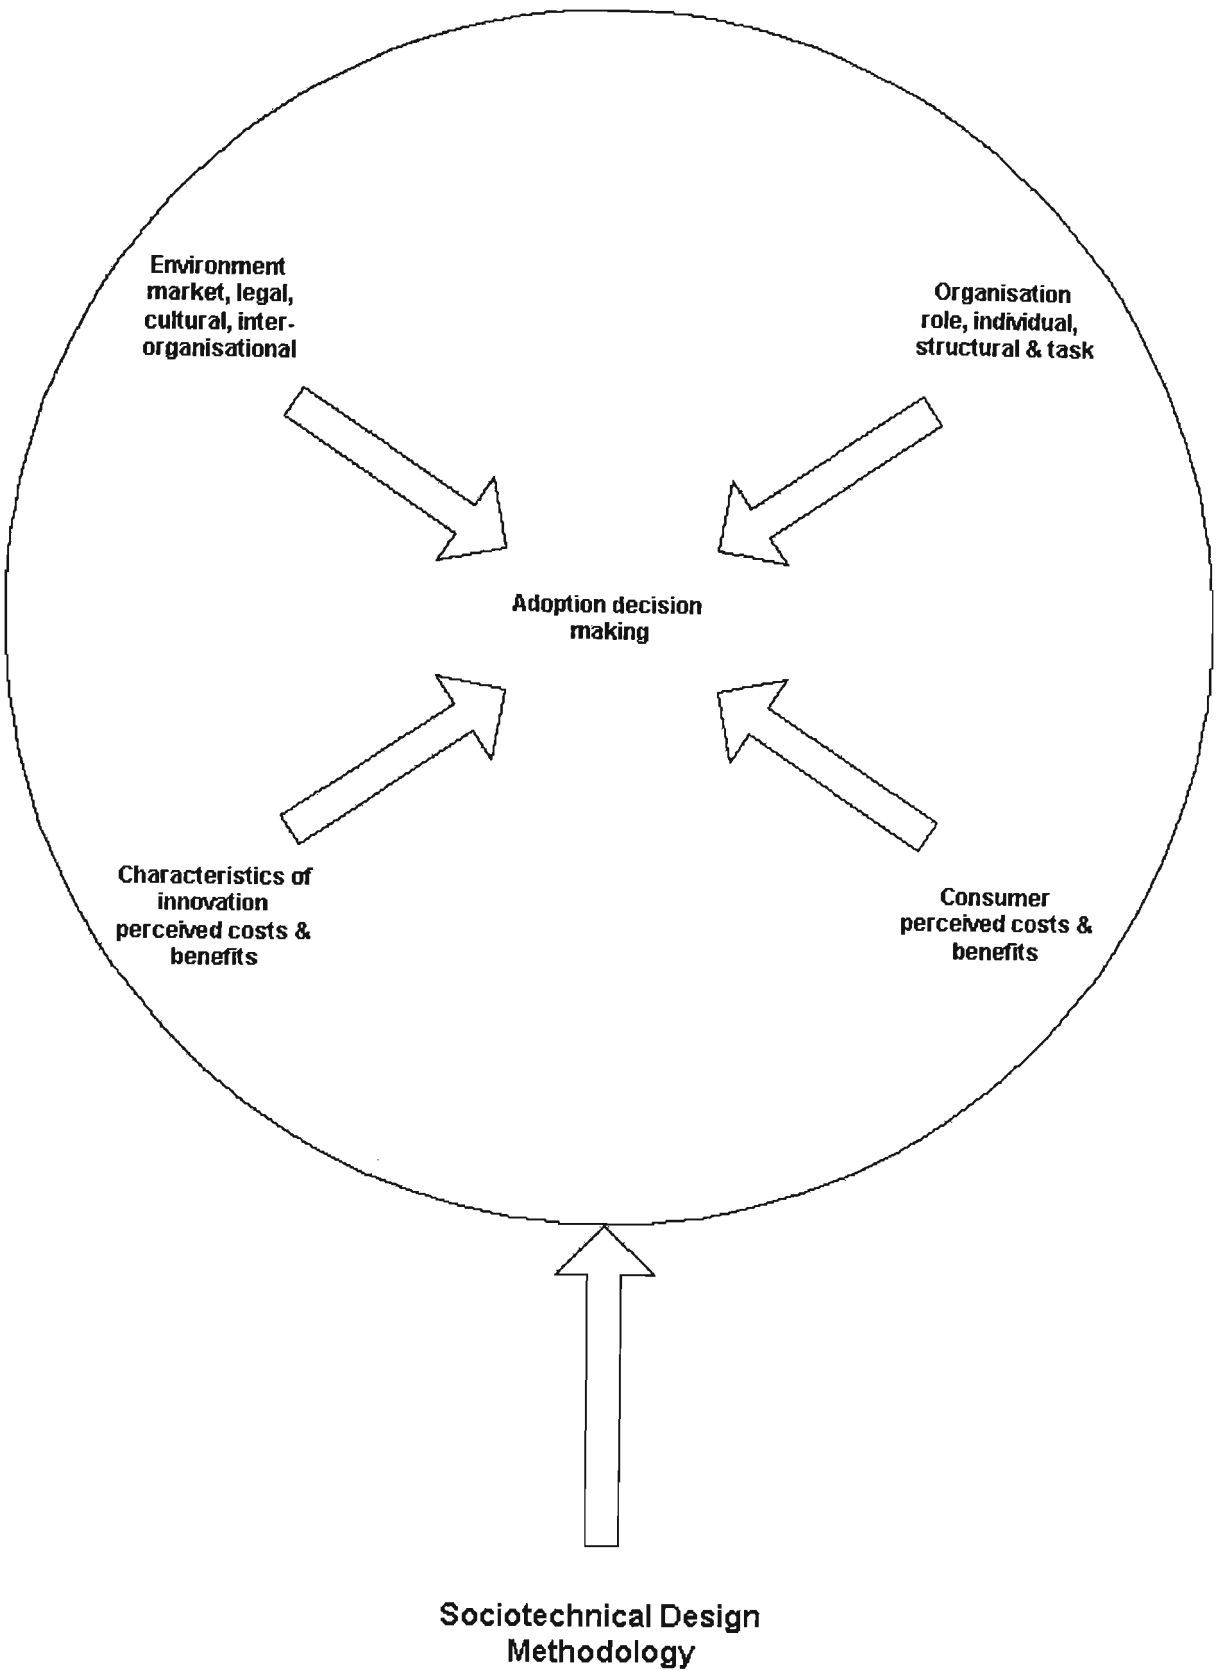 Environment
market, legal,
cultural, inter-
organisational
Organisation
role, individual,
structural & task
Adoption decision
making
Characteristics of
innovation
perceived costs &
benefits
Consumer
perceived costs &
benefits
Sociotechnical Design
Methodology